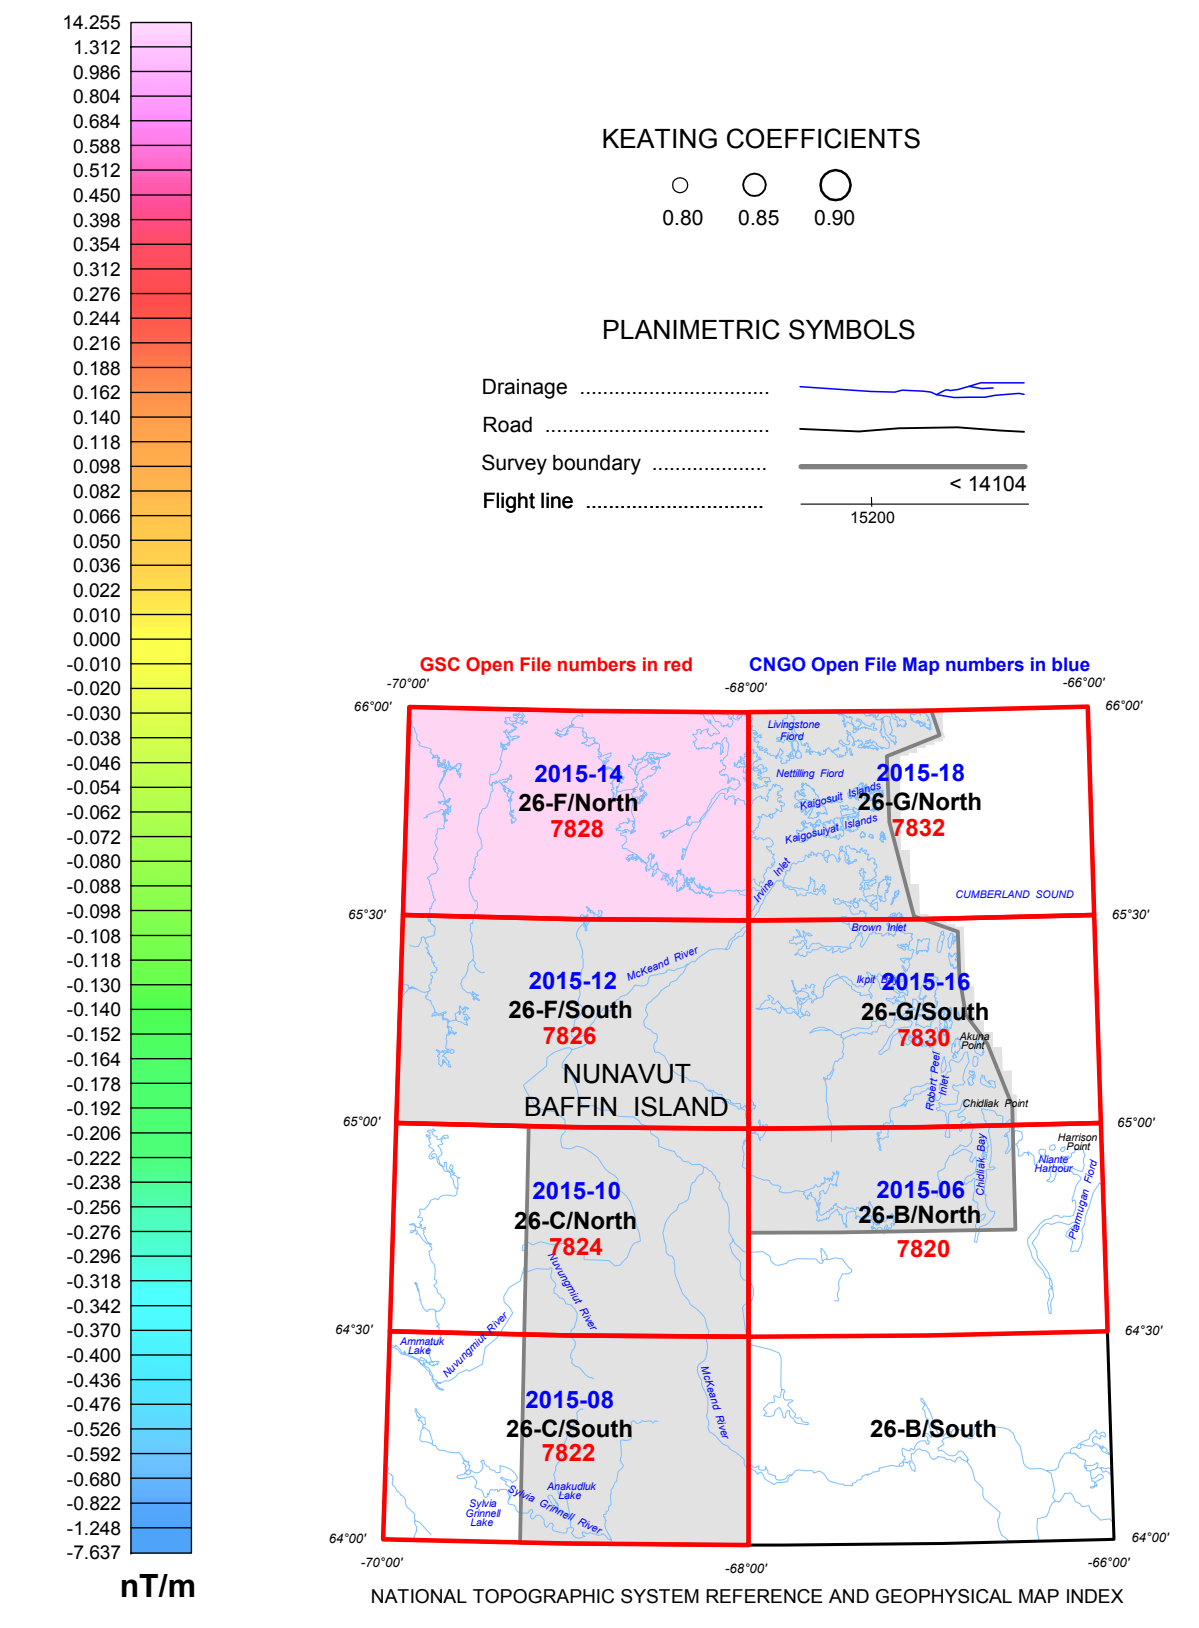 14.255
1.312
0.986
0.804
0.684
0.588
0.512
0.450
0.398
0.354
0.312
0.276
0.244
0.216
0.188
0.162
0.140
0.118
0.098
0.082
0.066
0.050
0.036
0.022
0.010
0.000
-0.010
-0.020
-0.030
-0.038
-0.046
-0.054
-0.062
-0.072
-0.080
-0.088
-0.098
-0.108
-0.118
-0.130
-0.140
-0.152
-0.164
-0.178
-0.192
-0.206
-0.222
-0.238
-0.256
-0.276
-0.296
-0.318
-0.342
-0.370
-0.400
-0.436
-0.476
-0.526
-0.592
-0.680
-0.822
-1.248
-7.637
nT/m
KEATING COEFFICIENTS
0.80 0.85 0.90
PLANIMETRIC SYMBOLS
Drainage ................................
Road ......................................
Survey boundary ....................
< 14104
Flight line ...............................
15200
GSC Open File numbers in red
CNGO Open File Map numbers in blue
-70°00' -68°00' -66°00'
66°00' 66°00'
Livingstone
Fiord
Nettilling Fiord
Kaigosuit Islands
Kaigosuiyat Islands
Irvine Inlet
2015-14
26-F/North
7828
2015-18
26-G/North
7832
CUMBERLAND SOUND
65°30' 65°30'
Brown Inlet
McKeand River
2015-12
26-F/South
7826
Ikpit
2015-16
26-G/South
7830
Akuna
Point
Robert Peel
Inlet
Chidliak Point
NUNAVUT
BAFFIN ISLAND
65°00' 65°00'
Harrison
Point
Niante
Harbour
Chidliak Bay
Ptarmugan Fiord
2015-10
26-C/North
7824
2015-06
26-B/North
7820
Nuvungmiut River
64°30' 64°30'
Ammatuk
Lake
Nuvungmiut River
McKeand River
2015-08
26-C/South
7822
26-B/South
Anakudluk
Lake
Sylvia Grinnell River
Sylvia
Grinnell
Lake
64°00' 64°00'
-70°00' -68°00' -66°00'
NATIONAL TOPOGRAPHIC SYSTEM REFERENCE AND GEOPHYSICAL MAP INDEX